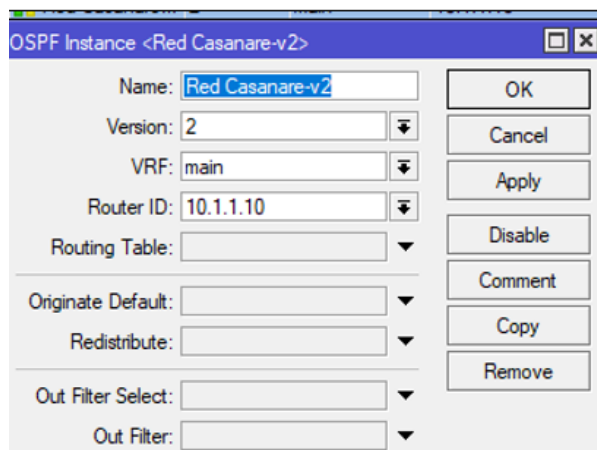 OSPF Instance <Red Casanare-v2>
Name: Red Casanare-v2
OK
Version: 2
Cancel
VRF: main
Apply
Router ID: 10.1.1.10
Routing Table:
Disable
Originate Default:
Comment
Redistribute:
Copy
Remove
Out Filter Select:
Out Filter: